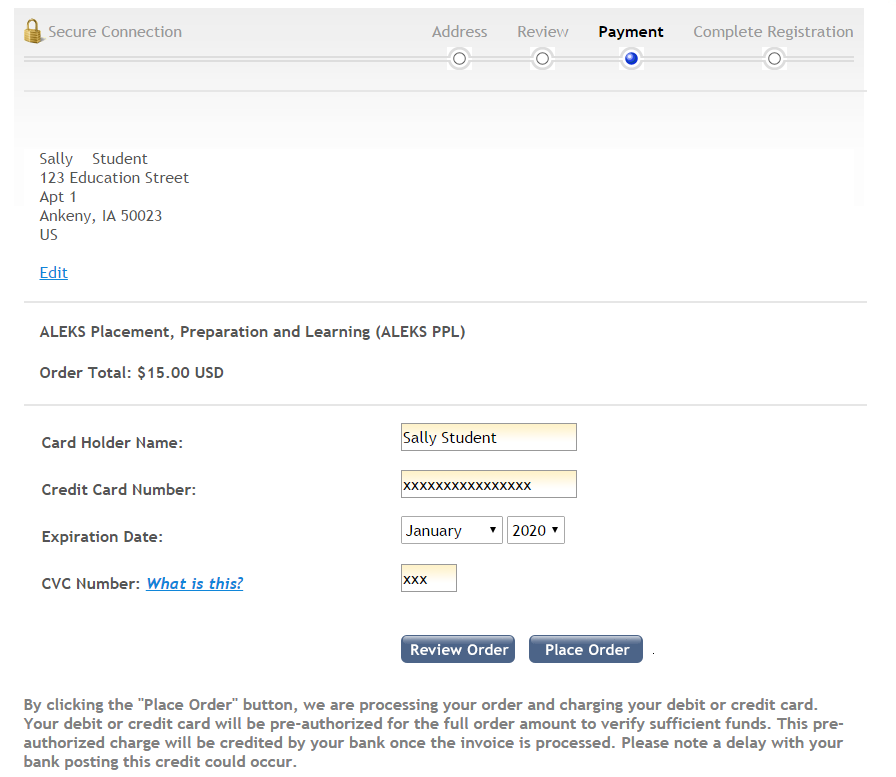 Secure Connection
Address Review Payment Complete Registration
Sally Student
123 Education Street
Apt 1
Ankeny, IA 50023
US
Edit
ALEKS Placement, Preparation and Learning (ALEKS PPL)
Order Total: $15.00 USD
Card Holder Name: Sally Student
Credit Card Number: xxxxxxxxxxxxxxxx
Expiration Date: January 2020
CVC Number: What is this? xxx
Review Order Place Order .
By clicking the "Place Order" button, we are processing your order and charging your debit or credit card.
Your debit or credit card will be pre-authorized for the full order amount to verify sufficient funds. This pre-
authorized charge will be credited by your bank once the invoice is processed. Please note a delay with your
bank posting this credit could occur.